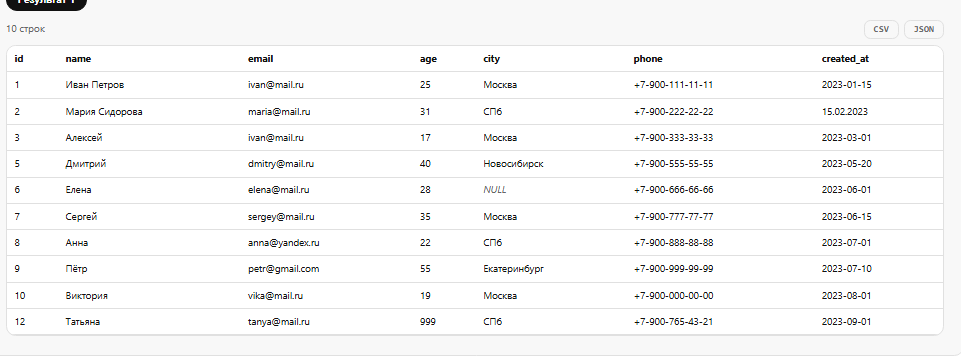 Результат 1
10 строк
CSV JSON
id name email age city phone created_at
1 Иван Петров ivan@mail.ru 25 Москва +7-900-111-11-11 2023-01-15
2 Мария Сидорова maria@mail.ru 31 СПб +7-900-222-22-22 15.02.2023
3 Алексей ivan@mail.ru 17 Москва +7-900-333-33-33 2023-03-01
5 Дмитрий dmitry@mail.ru 40 Новосибирск +7-900-555-55-55 2023-05-20
6 Елена elena@mail.ru 28 NULL +7-900-666-66-66 2023-06-01
7 Сергей sergey@mail.ru 35 Москва +7-900-777-77-77 2023-06-15
8 Анна anna@yandex.ru 22 СПб +7-900-888-88-88 2023-07-01
9 Пётр petr@gmail.com 55 Екатеринбург +7-900-999-99-99 2023-07-10
10 Виктория vika@mail.ru 19 Москва +7-900-000-00-00 2023-08-01
12 Татьяна tanya@mail.ru 999 СПб +7-900-765-43-21 2023-09-01